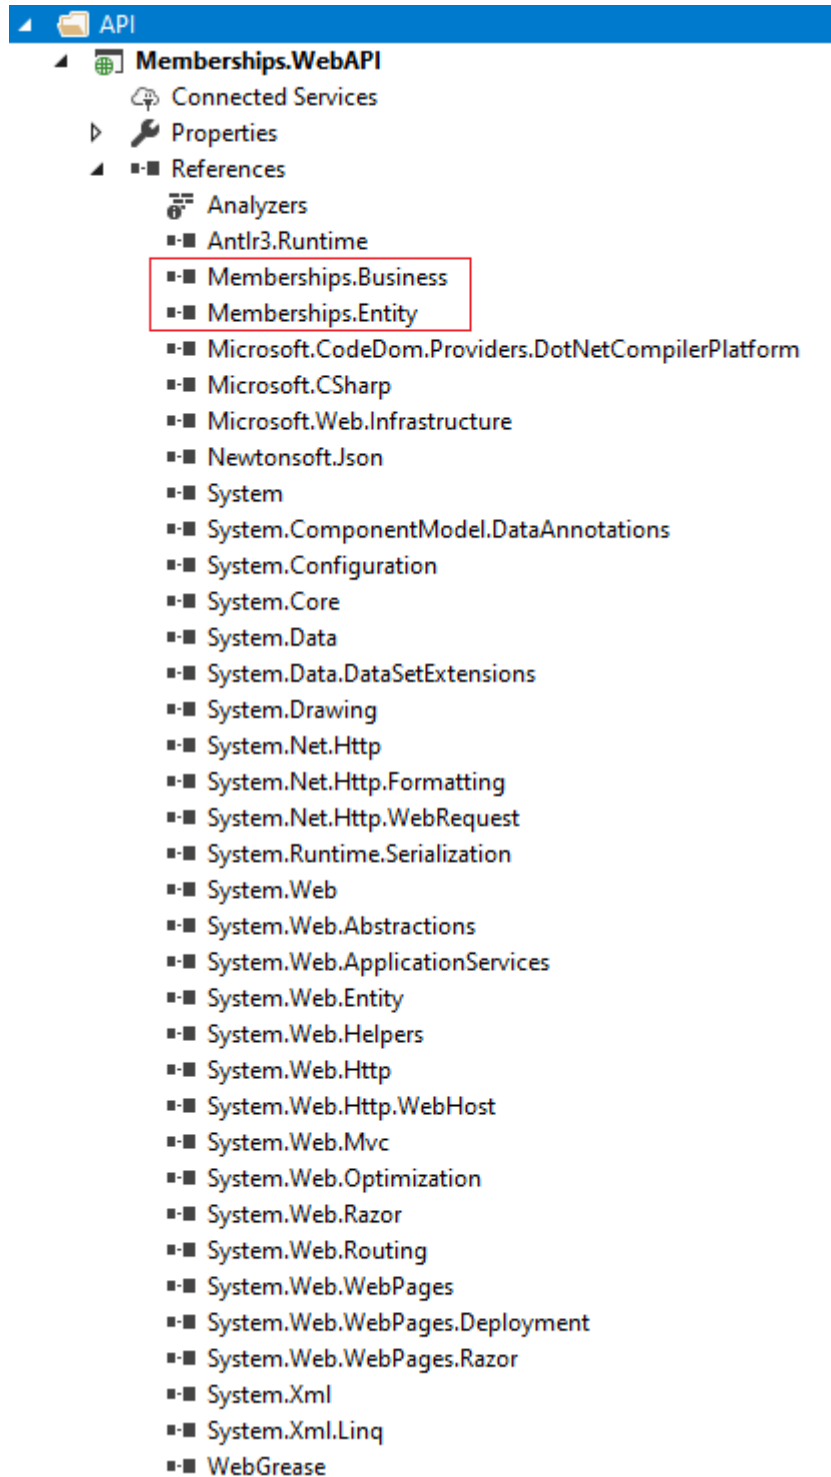 API
Memberships.WebAPI
Connected Services
Properties
References
Analyzers
Antlr3.Runtime
Memberships.Business
Memberships.Entity
Microsoft.CodeDom.Providers.DotNetCompilerPlatform
Microsoft.CSharp
Microsoft.Web.Infrastructure
Newtonsoft.Json
System
System.ComponentModel.DataAnnotations
System.Configuration
System.Core
System.Data
System.Data.DataSetExtensions
System.Drawing
System.Net.Http
System.Net.Http.Formatting
System.Net.Http.WebRequest
System.Runtime.Serialization
System.Web
System.Web.Abstractions
System.Web.ApplicationServices
System.Web.Entity
System.Web.Helpers
System.Web.Http
System.Web.Http.WebHost
System.Web.Mvc
System.Web.Optimization
System.Web.Razor
System.Web.Routing
System.Web.WebPages
System.Web.WebPages.Deployment
System.Web.WebPages.Razor
System.Xml
System.Xml.Linq
WebGrease